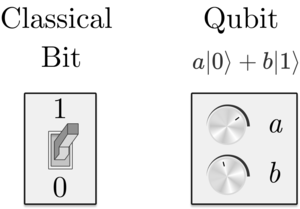 Classical
Bit
1
0
Qubit
a|0⟩ + b|1⟩
a
b